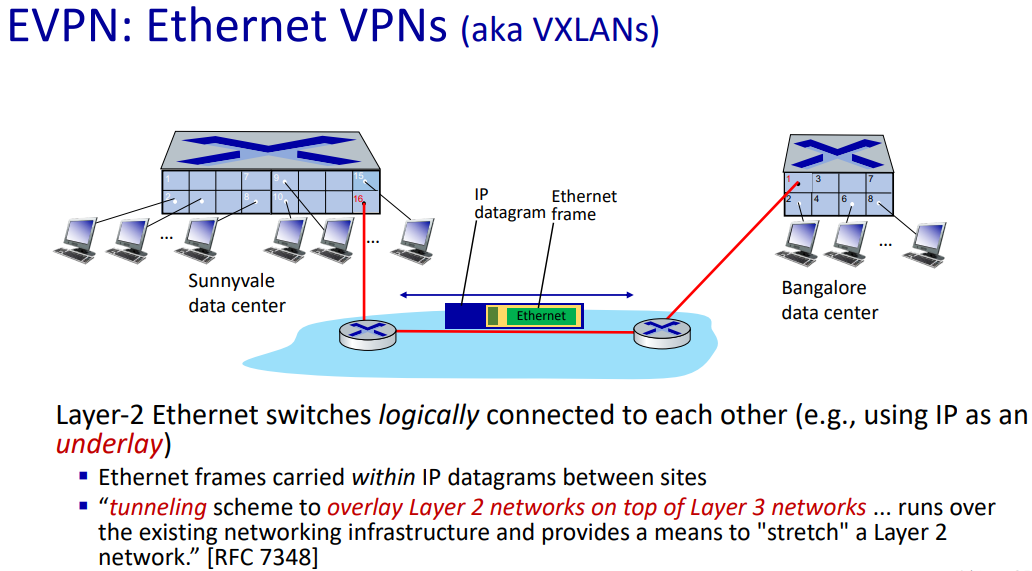 EVPN: Ethernet VPNs (aka VXLANs)
1 7 9 15
2 8 10 16
1 3 7
2 4 6 8
IP
datagram
Ethernet
frame
...
...
...
Sunnyvale
data center
Ethernet
Bangalore
data center
Layer-2 Ethernet switches logically connected to each other (e.g., using IP as an
underlay)
▪ Ethernet frames carried within IP datagrams between sites
▪ “tunneling scheme to overlay Layer 2 networks on top of Layer 3 networks ... runs over
the existing networking infrastructure and provides a means to "stretch" a Layer 2
network.” [RFC 7348]